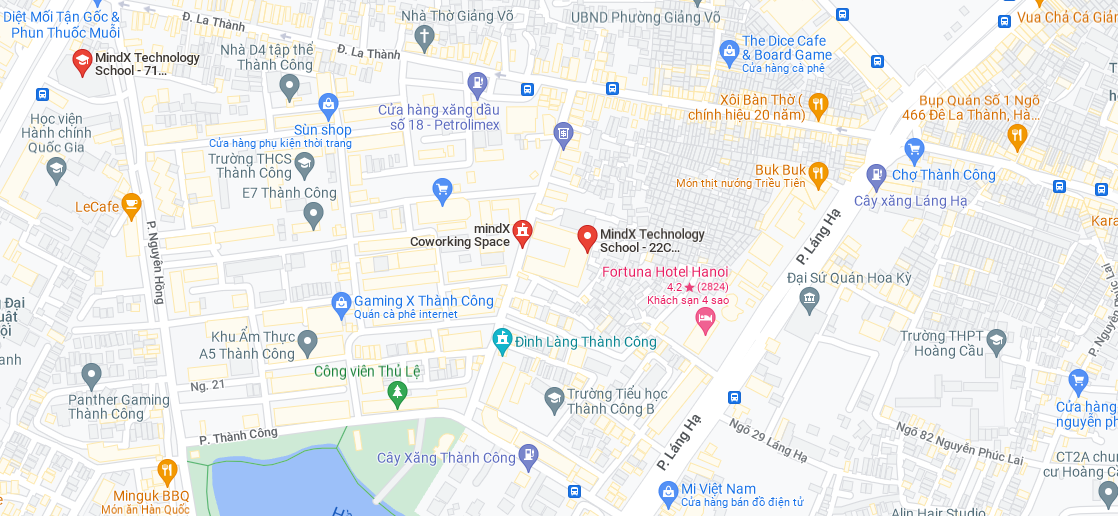 Diệt Mối Tận Gốc &
Phun Thuốc Muỗi
Đ. La Thành
Nhà Thờ Giảng Võ
UBND Phường Giảng Võ
Vua Chả Cá Giản
MindX Technology
School - 71...
Nhà D4 tập thể
Thành Công
Đ. La Thành
The Dice Cafe
& Board Game
Cửa hàng cà phê
Học viện
Hành chính
Quốc Gia
Sùn shop
Cửa hàng phụ kiện thời trang
Cửa hàng xăng dầu
số 18 - Petrolimex
Xôi Bàn Thờ (
chính hiệu 20 năm)
Bụp Quán Số 1 Ngõ
466 Đê La Thành, Hà...
Trường THCS
Thành Công
E7 Thành Công
Buk Buk
Món thịt nướng Triều Tiên
Chợ Thành Công
Cây xăng Láng Hạ
LeCafe
P. Nguyên Hồng
mindX
Coworking Space
MindX Technology
School - 22C...
P. Láng Hạ
Kara
Fortuna Hotel Hanoi
4.2★ (2824)
Khách sạn 4 sao
Đại Sứ Quán Hoa Kỳ
Gaming X Thành Công
Quán cà phê internet
Khu Ẩm Thực
A5 Thành Công
Đình Làng Thành Công
Trường THPT
Hoàng Cầu
Công viên Thủ Lệ
Ng. 21
Panther Gaming
Thành Công
Trường Tiểu học
Thành Công B
Cửa hàng
nguyễn ph
P. Thành Công
P. Láng Hạ
Ngõ 29 Láng Hạ
Ngõ 82 Nguyễn Phúc Lai
Cây Xăng Thành Công
CT2A chun
cư Hoàng C
Minguk BBQ
Món ăn Hàn Quốc
Mi Việt Nam
Cửa hàng bán đồ điện tử
Alin Hair Studio